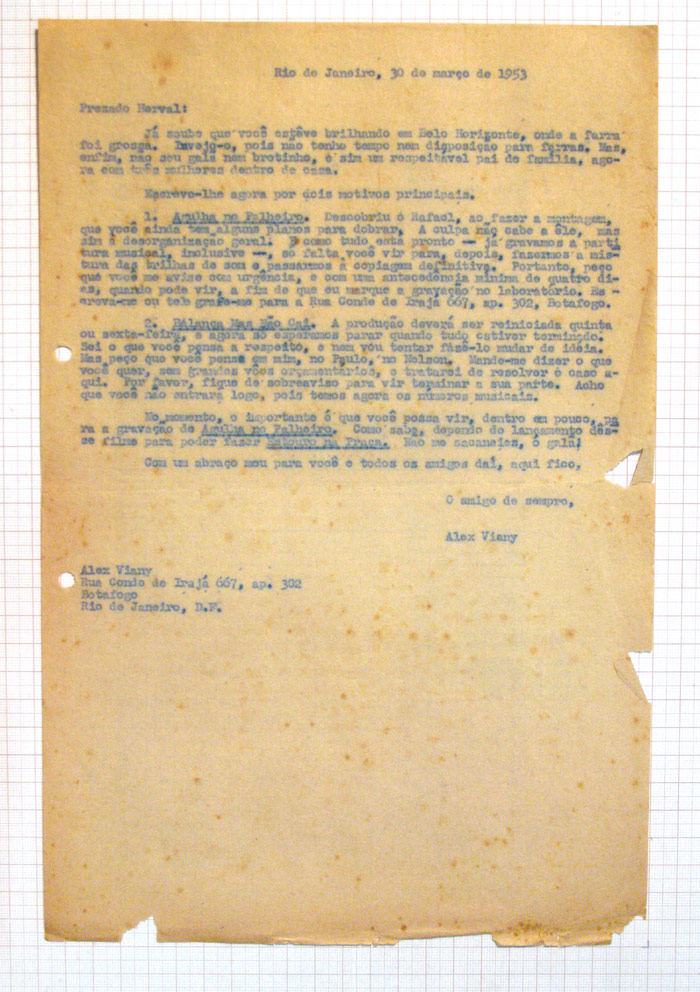 Rio de Janeiro, 30 de março de 1953
Prezado Herval:
Já soube que você estêve brilhando em Belo Horizonte, onde a farra
foi grossa. Invejo-o, pois não tenho tempo nem disposição para farras. Mas,
enfim, não sou galã nem brotinho, e sim um respeitável pai de família, ago-
ra com três mulheres dentro de casa.
Escrevo-lhe agora por dois motivos principais.
1. Agulha no Palheiro. Descobriu o Rafael, ao fazer a montagem,
que você ainda tem alguns planos para dobrar. A culpa não cabe a êle, mas
sim à desorganização geral. E como tudo está pronto — já gravamos a parti
tura musical, inclusive —, só falta você vir para, depois, fazermos a mis-
tura das trilhas de som e passarmos à copiagem definitiva. Portanto, peço
que você me avise com urgência, e com uma antecedência mínima de quatro di-
as, quando pode vir, a fim de que eu marque a gravação no laboratório. Es-
creva-me ou telegrafe-me para a Rua Conde de Irajá 667, ap. 302, Botafogo.
2. Balança Mas Não Cai. A produção deverá ser reiniciada quinta
ou sexta-feira, e agora só esperamos parar quando tudo estiver terminado.
Sei o que você pensa a respeito, e nem vou tentar fazê-lo mudar de idéia.
Mas peço que você pense em mim, no Paulo, no Nelson. Mande-me dizer o que
você quer, sem grandes vôos orçamentários, e tratarei de resolver o caso a-
qui. Por favor, fique de sobreaviso para vir terminar a sua parte. Acho
que você não entrará logo, pois temos agora os números musicais.
No momento, o importante é que você possa vir, dentro em pouco, pa
ra a gravação de Agulha no Palheiro. Como sabe, dependo do lançamento dês-
se filme para poder fazer Estouro na Praça. Não me sacaneies, ó galã!
Com um abraço meu para você e todos os amigos daí, aqui fico,
O amigo de sempre,
Alex Viany
Alex Viany
Rua Conde de Irajá 667, ap. 302
Botafogo
Rio de Janeiro, D.F.